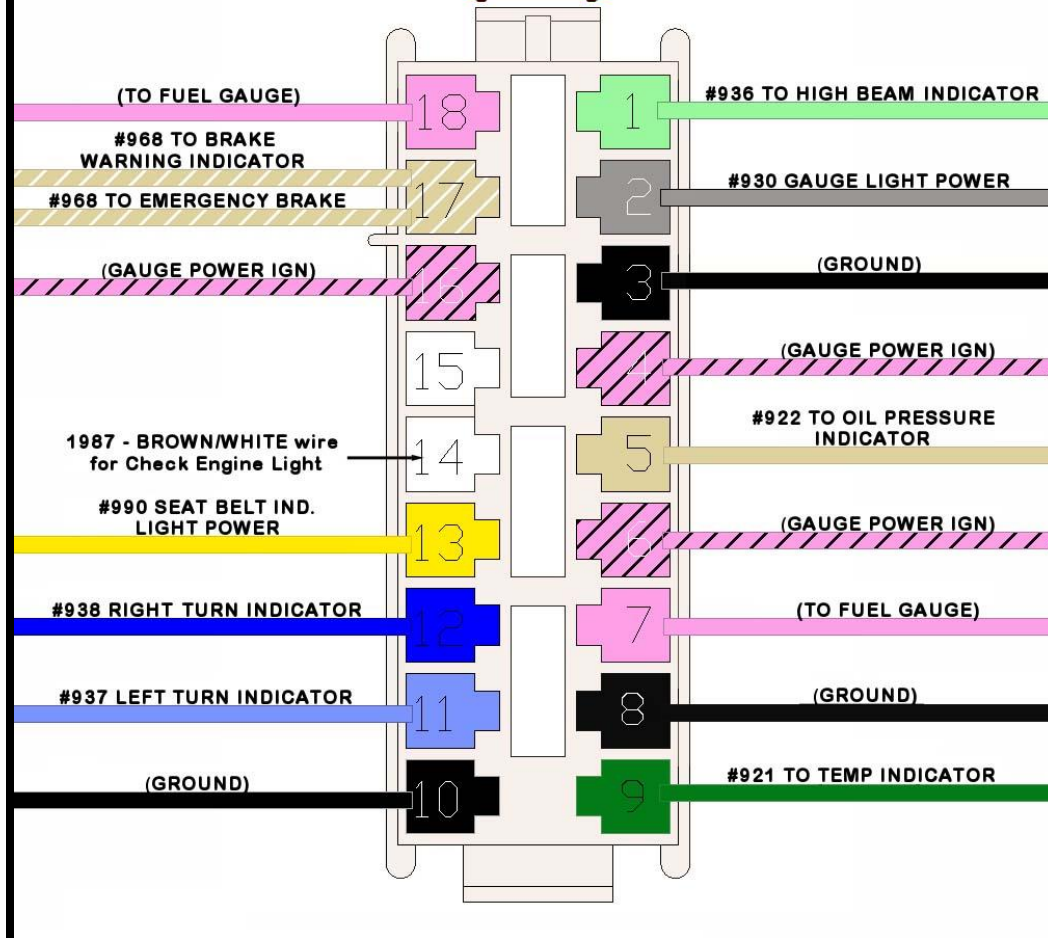 (TO FUEL GAUGE)
18
#968 TO BRAKE
WARNING INDICATOR
#968 TO EMERGENCY BRAKE
17
(GAUGE POWER IGN)
16
15
1987 - BROWN/WHITE wire
for Check Engine Light
14
#990 SEAT BELT IND.
LIGHT POWER
13
#938 RIGHT TURN INDICATOR
12
#937 LEFT TURN INDICATOR
11
(GROUND)
10
1
#936 TO HIGH BEAM INDICATOR
2
#930 GAUGE LIGHT POWER
3
(GROUND)
4
(GAUGE POWER IGN)
5
#922 TO OIL PRESSURE
INDICATOR
6
(GAUGE POWER IGN)
7
(TO FUEL GAUGE)
8
(GROUND)
9
#921 TO TEMP INDICATOR